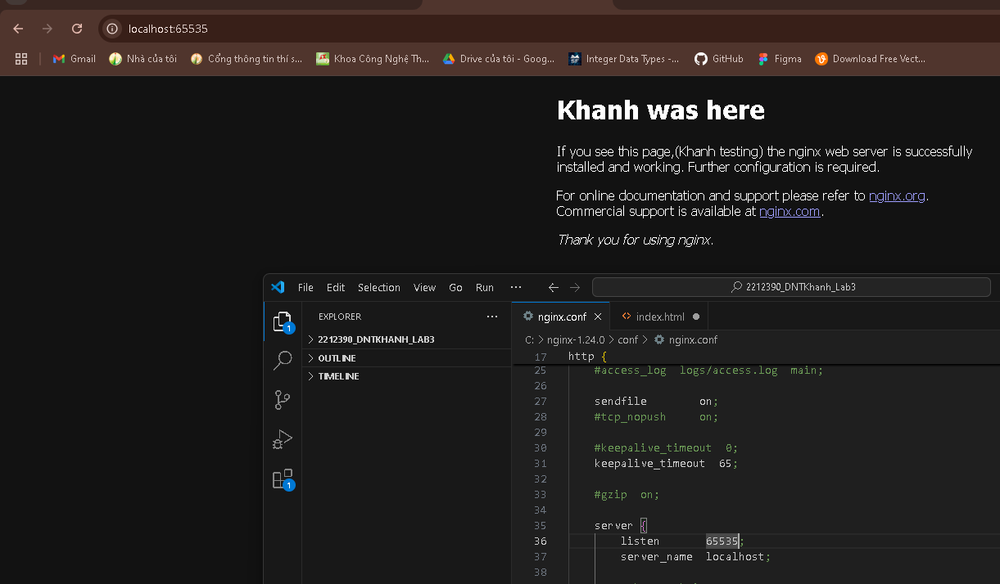 localhost:65535
Gmail Nhà của tôi Cổng thông tin thí s... Khoa Công Nghệ Th... Drive của tôi - Goog... Integer Data Types -... GitHub Figma Download Free Vect...
Khanh was here
If you see this page,(Khanh testing) the nginx web server is successfully
installed and working. Further configuration is required.
For online documentation and support please refer to nginx.org.
Commercial support is available at nginx.com.
Thank you for using nginx.
File Edit Selection View Go Run ... 2212390_DNTKhanh_Lab3
EXPLORER ...
2212390_DNTKHANH_LAB3
OUTLINE
TIMELINE
1
1
nginx.conf index.html
C: > nginx-1.24.0 > conf > nginx.conf
17 http {
25 #access_log logs/access.log main;
26
27 sendfile on;
28 #tcp_nopush on;
29
30 #keepalive_timeout 0;
31 keepalive_timeout 65;
32
33 #gzip on;
34
35 server {
36 listen 65535;
37 server_name localhost;
38